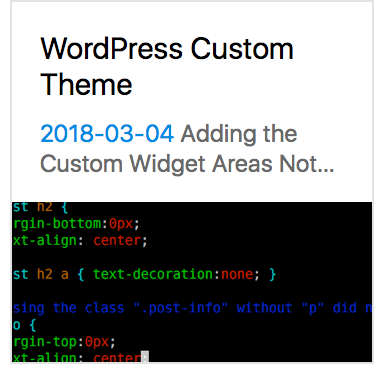 WordPress Custom
Theme
2018-03-04 Adding the
Custom Widget Areas Not...
st h2 {
rgin-bottom:0px;
xt-align: center;
st h2 a { text-decoration:none; }
sing the class ".post-info" without "p" did n
o {
rgin-top:0px;
xt-align: center;